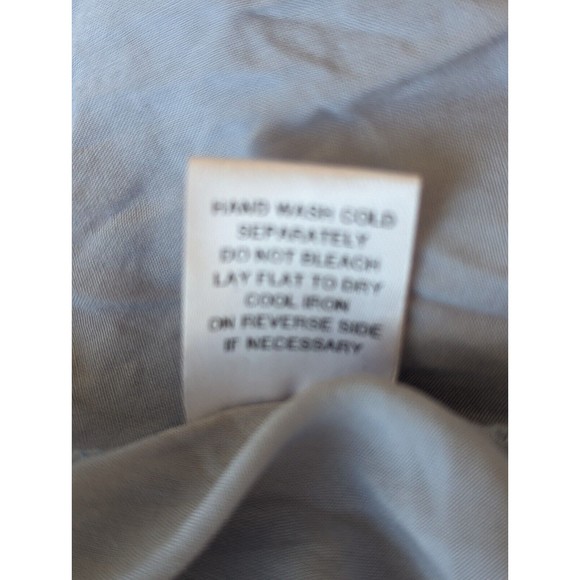 HAND WASH COLD
SEPARATELY
DO NOT BLEACH
LAY FLAT TO DRY
COOL IRON
ON REVERSE SIDE
IF NECESSARY